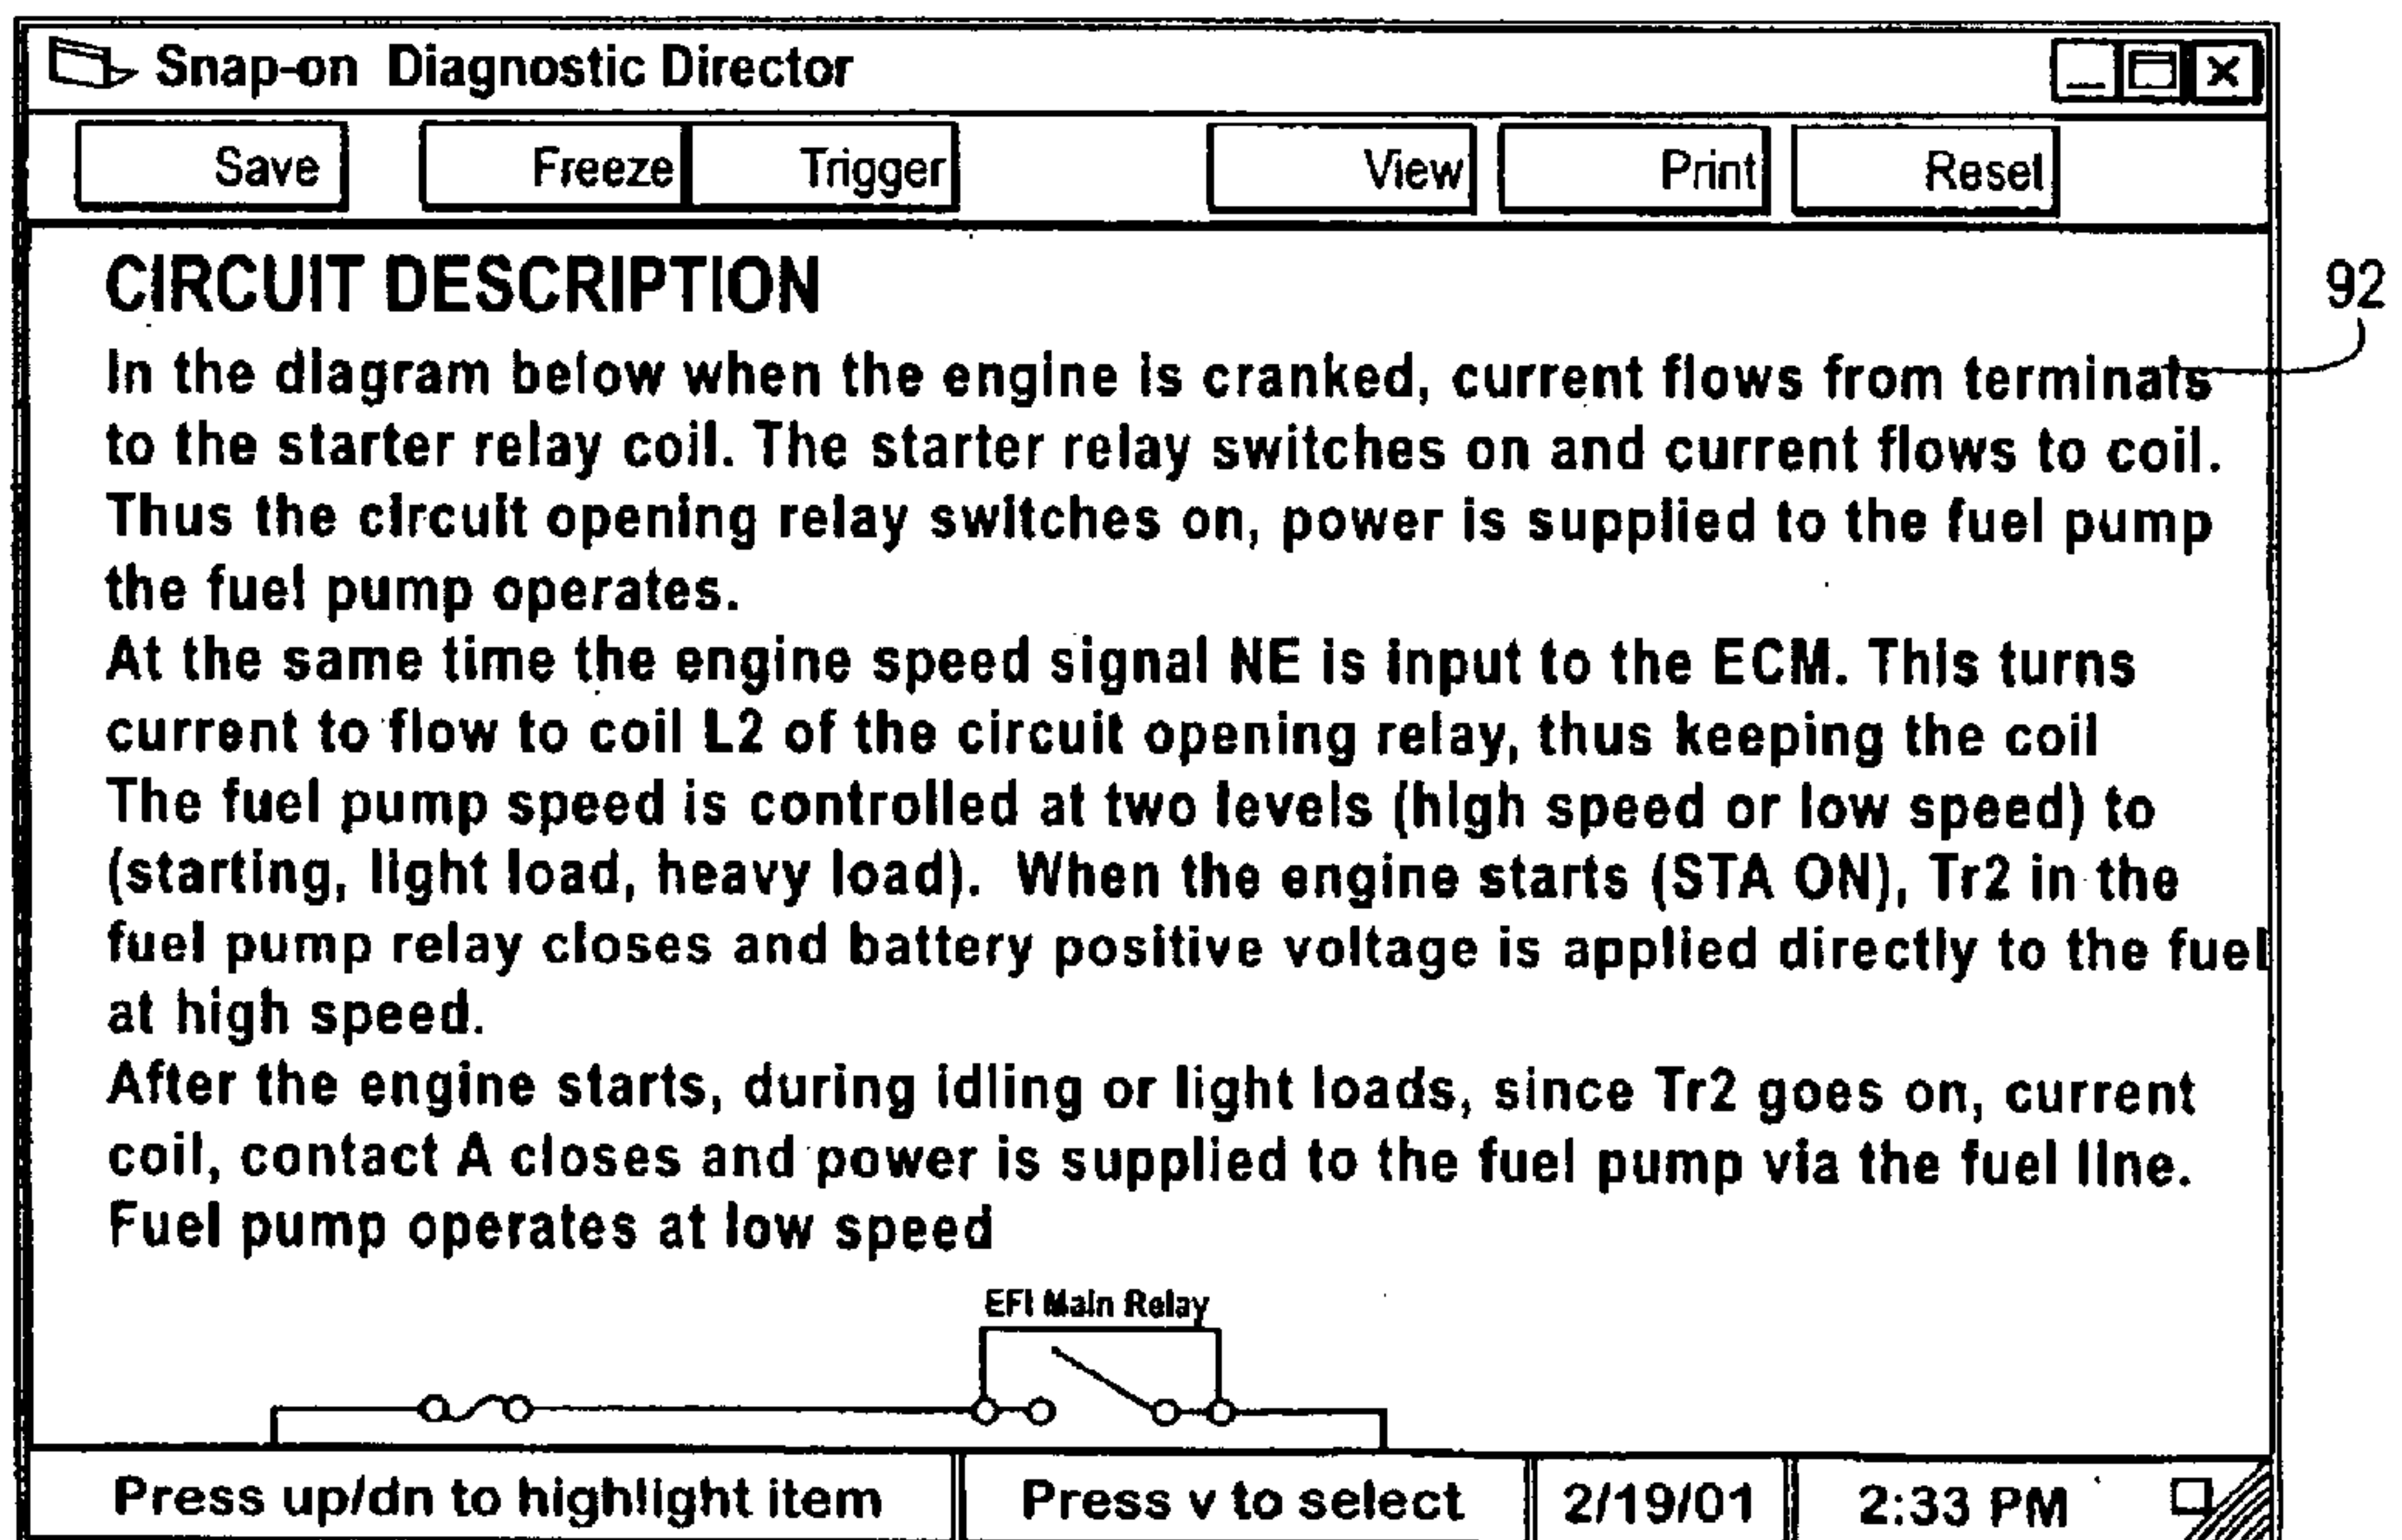 Snap-on Diagnostic Director
Save Freeze Trigger View Print Reset
CIRCUIT DESCRIPTION
92
In the diagram below when the engine is cranked, current flows from terminals
to the starter relay coil. The starter relay switches on and current flows to coil.
Thus the circuit opening relay switches on, power is supplied to the fuel pump
the fuel pump operates.
At the same time the engine speed signal NE is input to the ECM. This turns
current to flow to coil L2 of the circuit opening relay, thus keeping the coil
The fuel pump speed is controlled at two levels (high speed or low speed) to
(starting, light load, heavy load). When the engine starts (STA ON), Tr2 in the
fuel pump relay closes and battery positive voltage is applied directly to the fuel
at high speed.
After the engine starts, during idling or light loads, since Tr2 goes on, current
coil, contact A closes and power is supplied to the fuel pump via the fuel line.
Fuel pump operates at low speed
EFI Main Relay
Press up/dn to highlight item Press v to select 2/19/01 2:33 PM